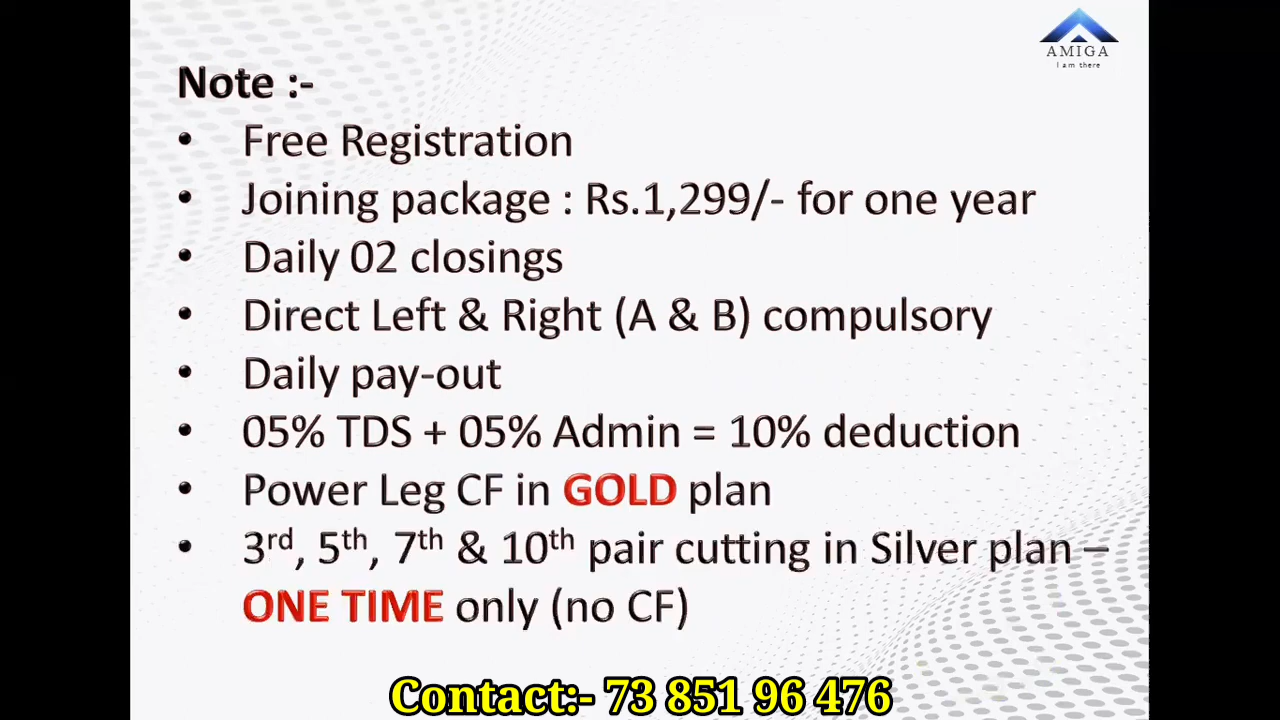 AMIGA
I am there
Note :-
• Free Registration
• Joining package : Rs.1,299/- for one year
• Daily 02 closings
• Direct Left & Right (A & B) compulsory
• Daily pay-out
• 05% TDS + 05% Admin = 10% deduction
• Power Leg CF in GOLD plan
• 3rd, 5th, 7th & 10th pair cutting in Silver plan –
ONE TIME only (no CF)
Contact:- 73 851 96 476